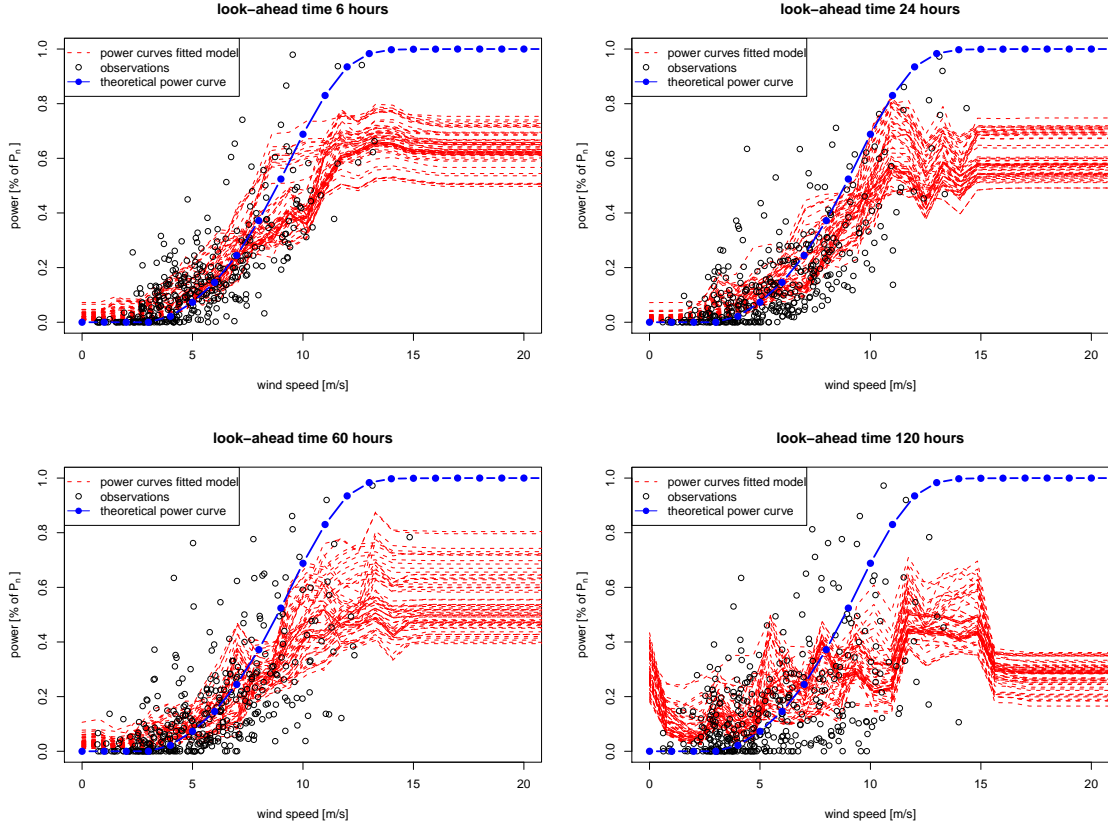 look−ahead time 6 hours
power curves fitted model
observations
theoretical power curve
power [% of Pn]
1.0
0.8
0.6
0.4
0.2
0.0
0 5 10 15 20
wind speed [m/s]
look−ahead time 24 hours
power curves fitted model
observations
theoretical power curve
power [% of Pn]
1.0
0.8
0.6
0.4
0.2
0.0
0 5 10 15 20
wind speed [m/s]
look−ahead time 60 hours
power curves fitted model
observations
theoretical power curve
power [% of Pn]
1.0
0.8
0.6
0.4
0.2
0.0
0 5 10 15 20
wind speed [m/s]
look−ahead time 120 hours
power curves fitted model
observations
theoretical power curve
power [% of Pn]
1.0
0.8
0.6
0.4
0.2
0.0
0 5 10 15 20
wind speed [m/s]